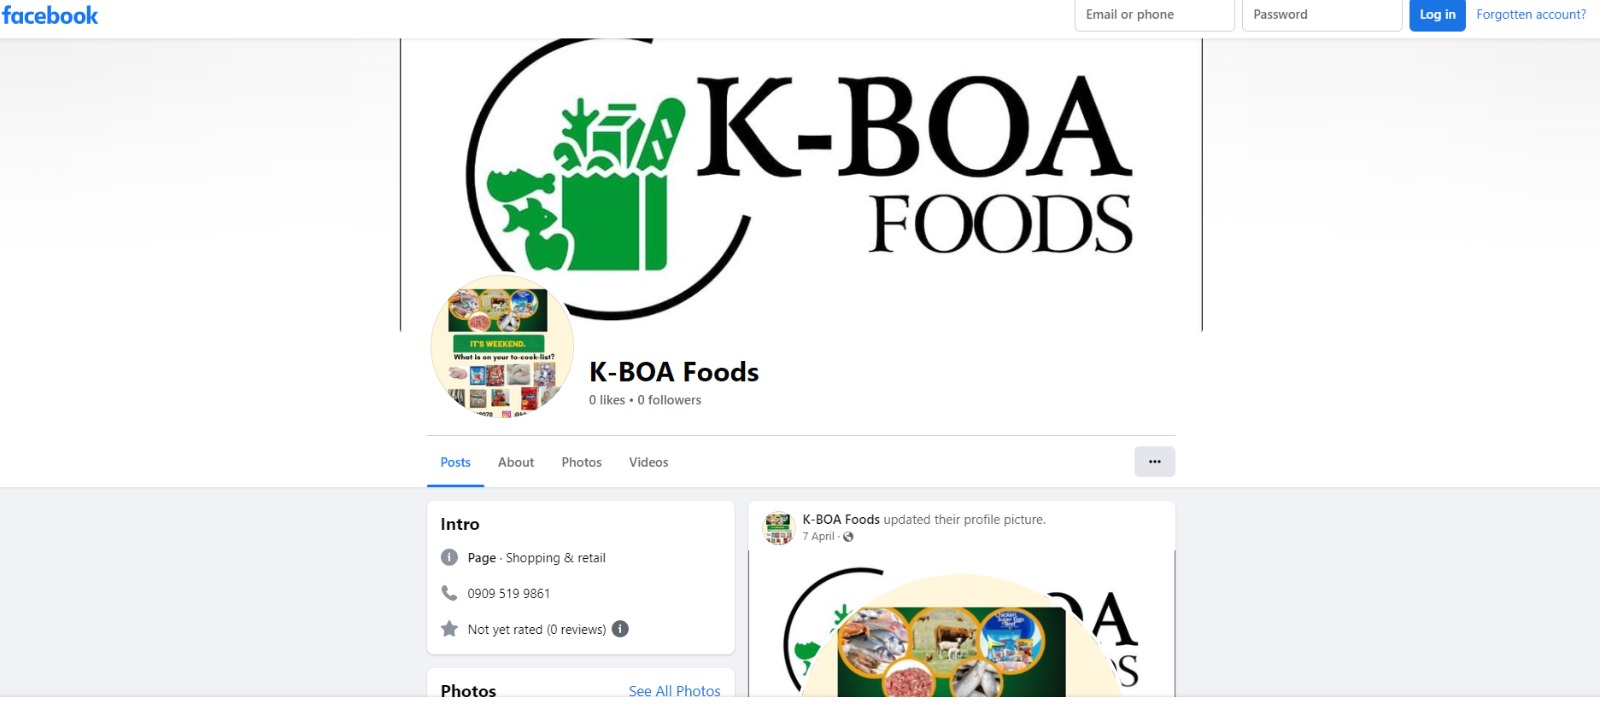 facebook
Email or phone
Password
Log in
Forgotten account?
K-BOA
FOODS
IT'S WEEKEND.
What is on your to-cook-list?
K-BOA Foods
0 likes • 0 followers
Posts
About
Photos
Videos
Intro
Page · Shopping & retail
0909 519 9861
Not yet rated (0 reviews)
Photos
See All Photos
K-BOA Foods updated their profile picture.
7 April ·
OA
DS